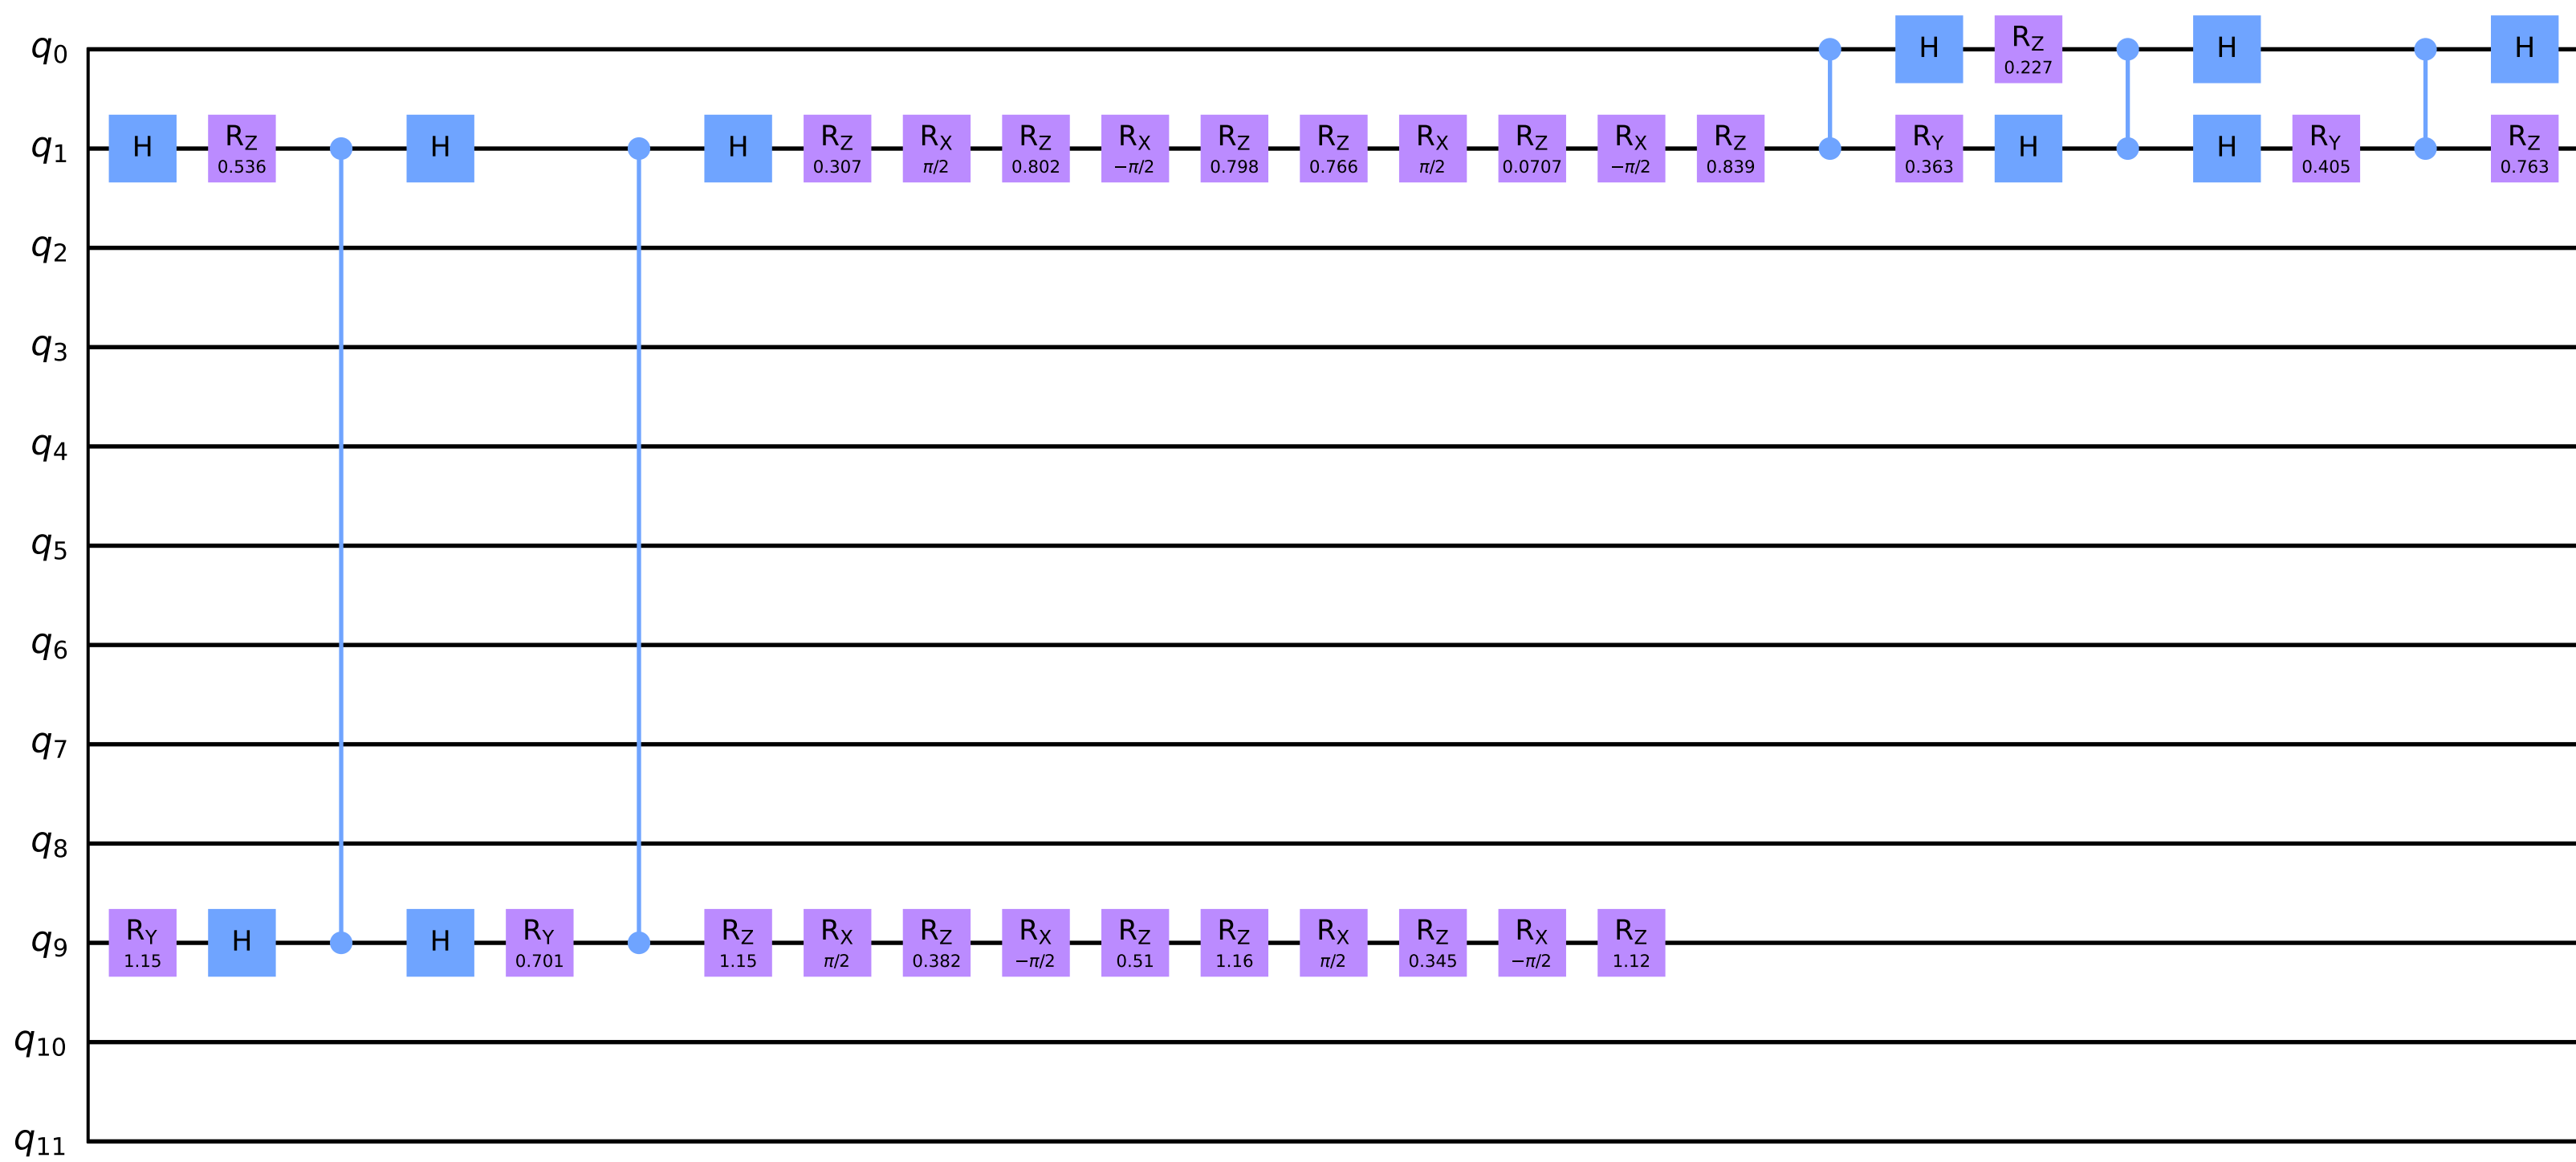 q0 H RZ 0.227 H H
q1 H RZ 0.536 H H RZ 0.307 RX π/2 RZ 0.802 RX −π/2 RZ 0.798 RZ 0.766 RX π/2 RZ 0.0707 RX −π/2 RZ 0.839 RY 0.363 H H RY 0.405 RZ 0.763
q2
q3
q4
q5
q6
q7
q8
q9 RY 1.15 H H RY 0.701 RZ 1.15 RX π/2 RZ 0.382 RX −π/2 RZ 0.51 RZ 1.16 RX π/2 RZ 0.345 RX −π/2 RZ 1.12
q10
q11